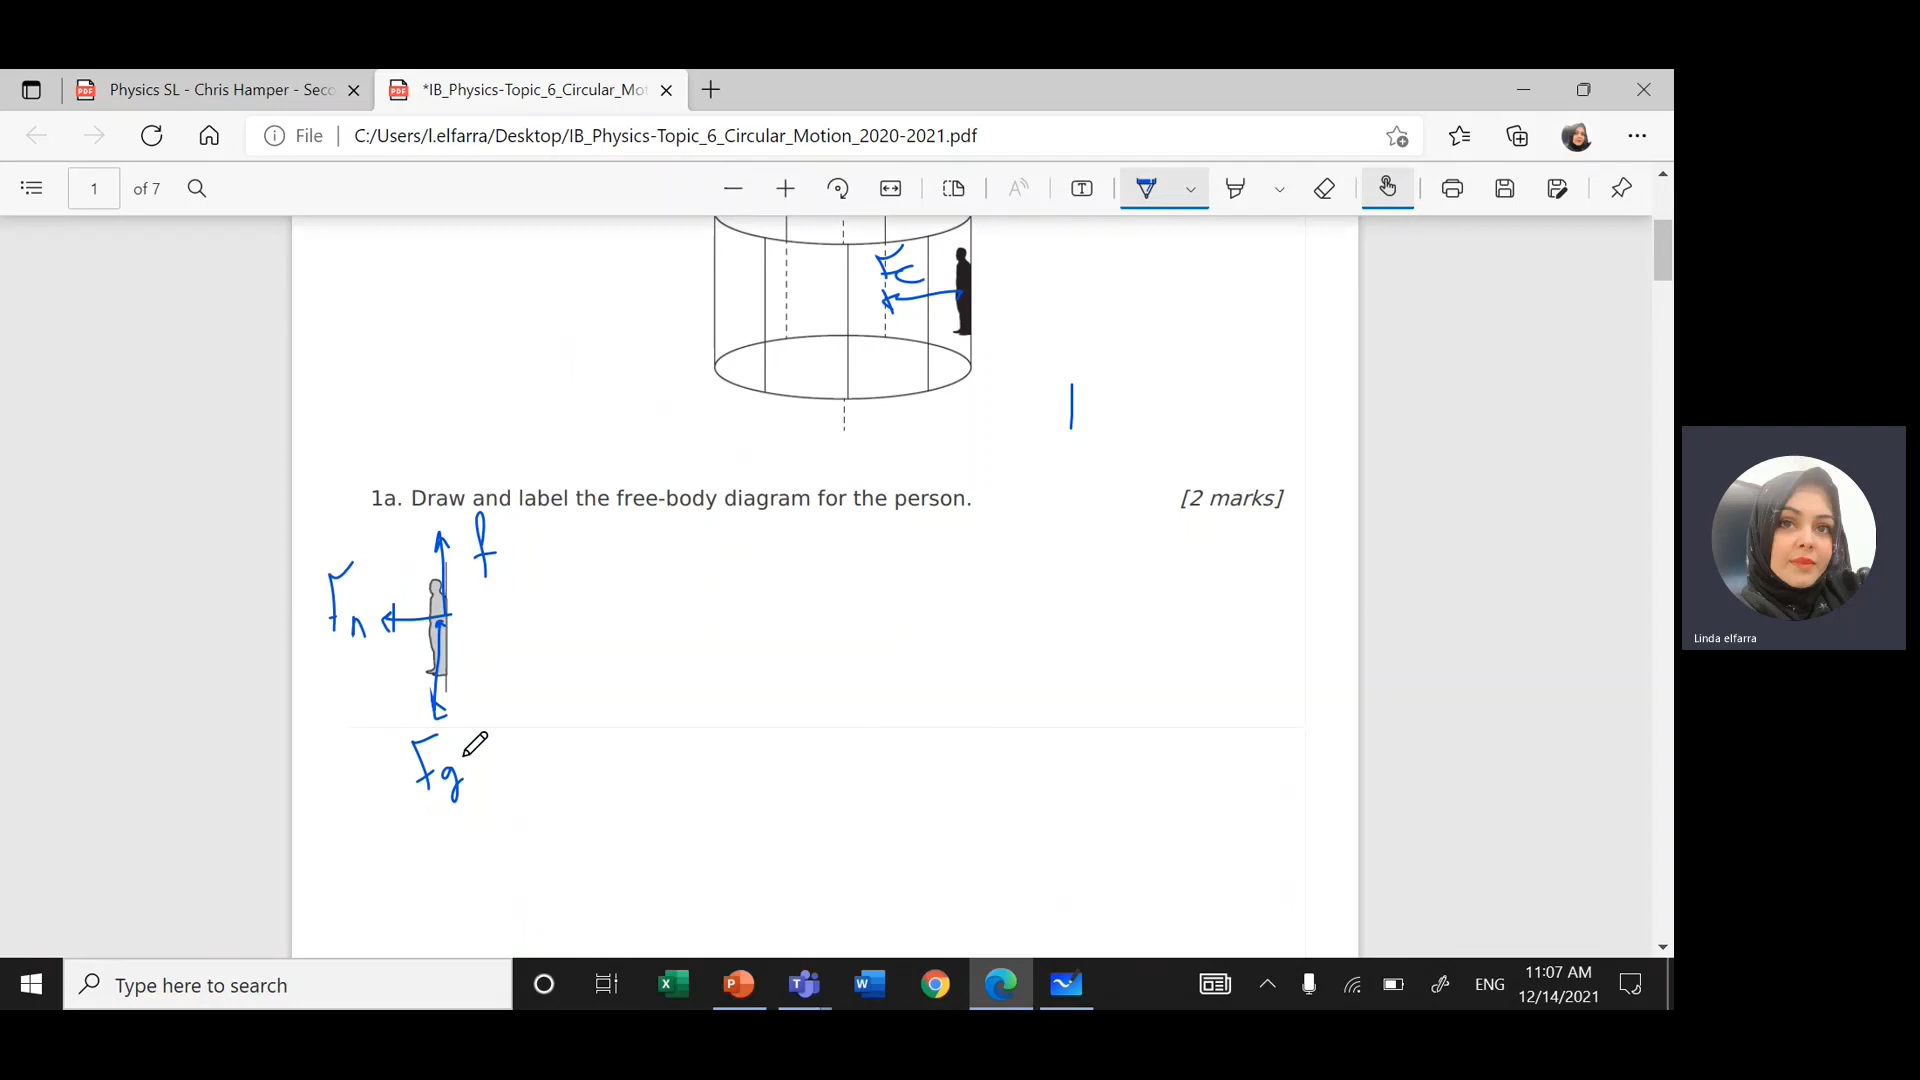 Physics SL - Chris Hamper - Seco
*IB_Physics-Topic_6_Circular_Mot
File
C:/Users/l.elfarra/Desktop/IB_Physics-Topic_6_Circular_Motion_2020-2021.pdf
1 of 7
Fc
1a. Draw and label the free-body diagram for the person. [2 marks]
f
Fn
Fg
Linda elfarra
Type here to search
ENG
11:07 AM
12/14/2021